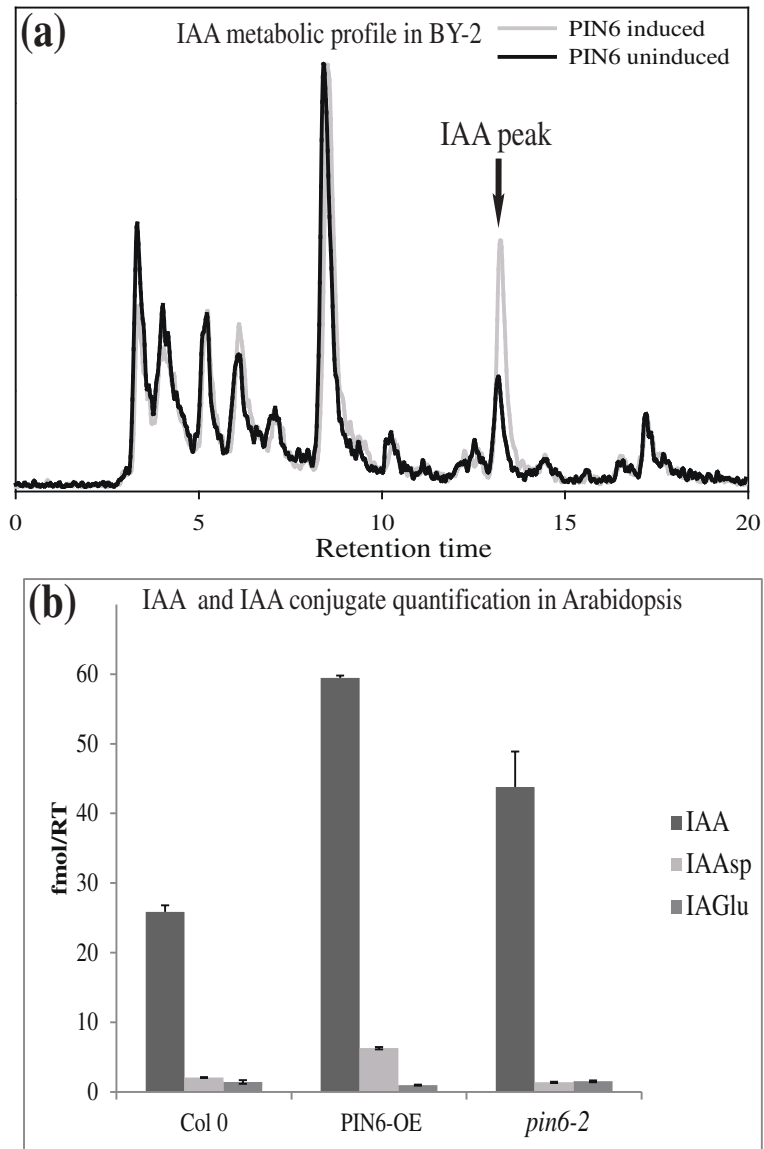 (a)
IAA metabolic profile in BY-2
PIN6 induced
PIN6 uninduced
IAA peak
0 5 10 15 20
Retention time
(b)
IAA and IAA conjugate quantification in Arabidopsis
60
50
40
30
20
10
0
fmol/RT
IAA
IAAsp
IAGlu
Col 0 PIN6-OE pin6-2